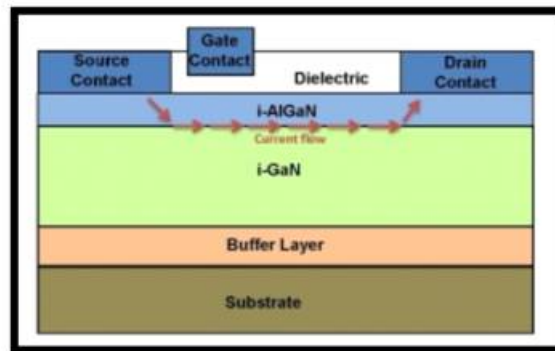 Gate
Contact
Source
Contact
Dielectric
Drain
Contact
i-AlGaN
Current flow
i-GaN
Buffer Layer
Substrate